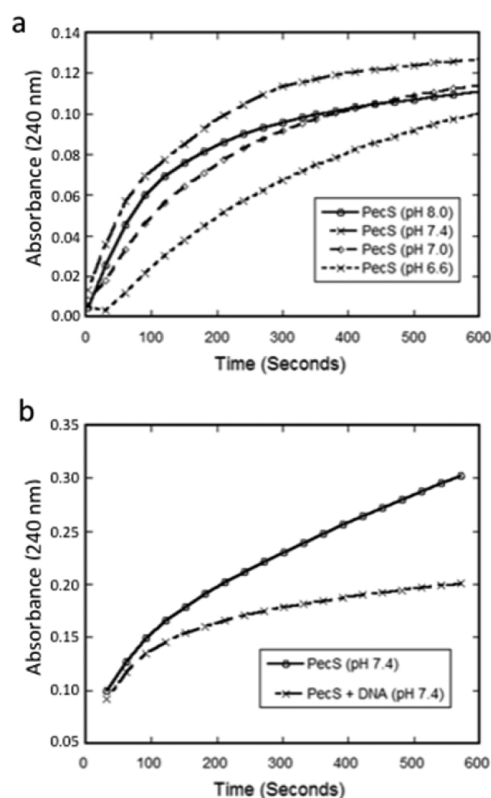 a
0.14
0.12
0.10
0.08
0.06
0.04
0.02
0.00
Absorbance (240 nm)
PecS (pH 8.0)
PecS (pH 7.4)
PecS (pH 7.0)
PecS (pH 6.6)
0 100 200 300 400 500 600
Time (Seconds)
b
0.35
0.30
0.25
0.20
0.15
0.10
0.05
Absorbance (240 nm)
PecS (pH 7.4)
PecS + DNA (pH 7.4)
0 100 200 300 400 500 600
Time (Seconds)